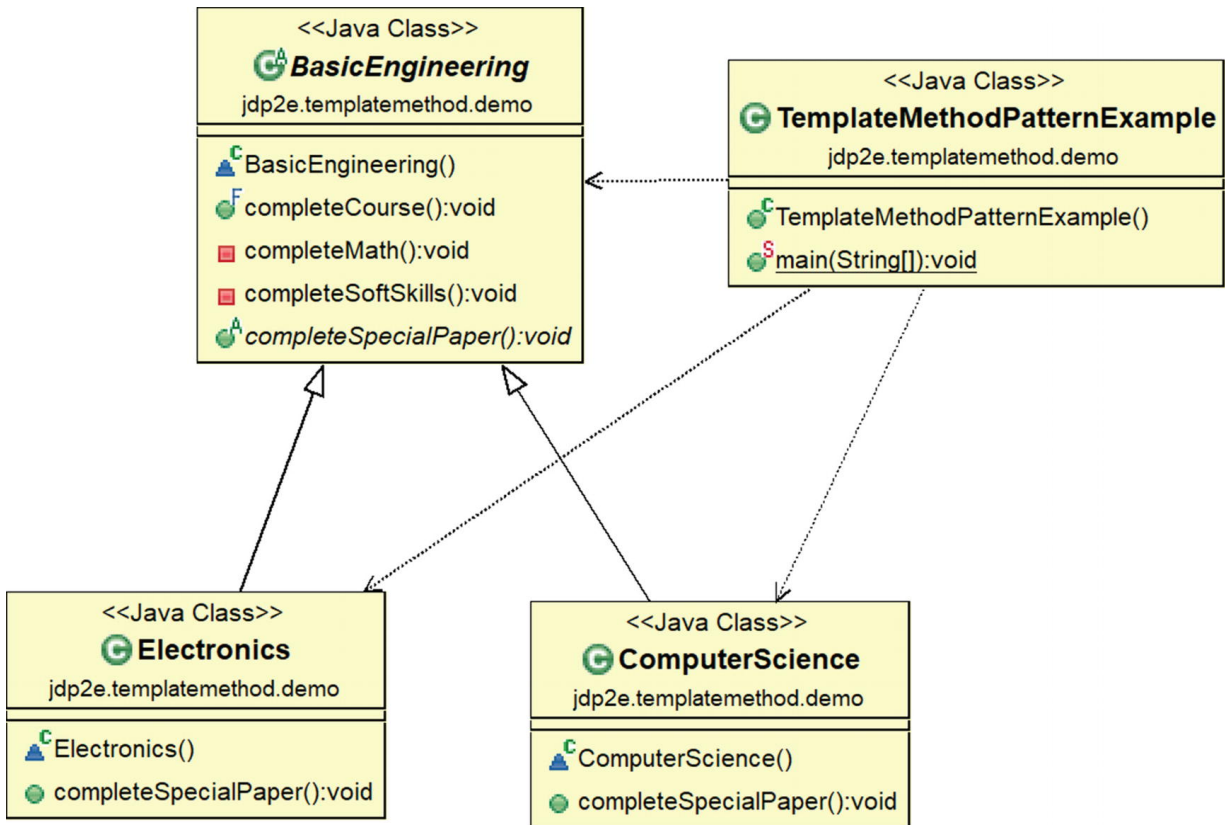 <<Java Class>>
BasicEngineering
jdp2e.templatemethod.demo
BasicEngineering()
completeCourse():void
completeMath():void
completeSoftSkills():void
completeSpecialPaper():void
<<Java Class>>
TemplateMethodPatternExample
jdp2e.templatemethod.demo
TemplateMethodPatternExample()
main(String[]):void
<<Java Class>>
Electronics
jdp2e.templatemethod.demo
Electronics()
completeSpecialPaper():void
<<Java Class>>
ComputerScience
jdp2e.templatemethod.demo
ComputerScience()
completeSpecialPaper():void